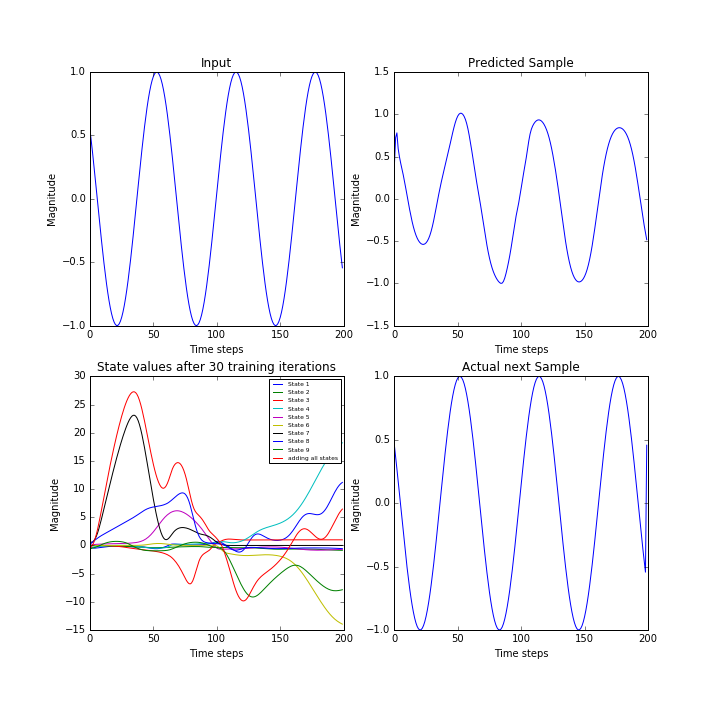 Input
1.0
0.5
0.0
−0.5
−1.0
Magnitude
0
50
100
150
200
Time steps
Predicted Sample
1.5
1.0
0.5
0.0
−0.5
−1.0
−1.5
Magnitude
0
50
100
150
200
Time steps
State values after 30 training iterations
30
25
20
15
10
5
0
−5
−10
−15
Magnitude
0
50
100
150
200
Time steps
State 1
State 2
State 3
State 4
State 5
State 6
State 7
State 8
State 9
adding all states
Actual next Sample
1.0
0.5
0.0
−0.5
−1.0
Magnitude
0
50
100
150
200
Time steps